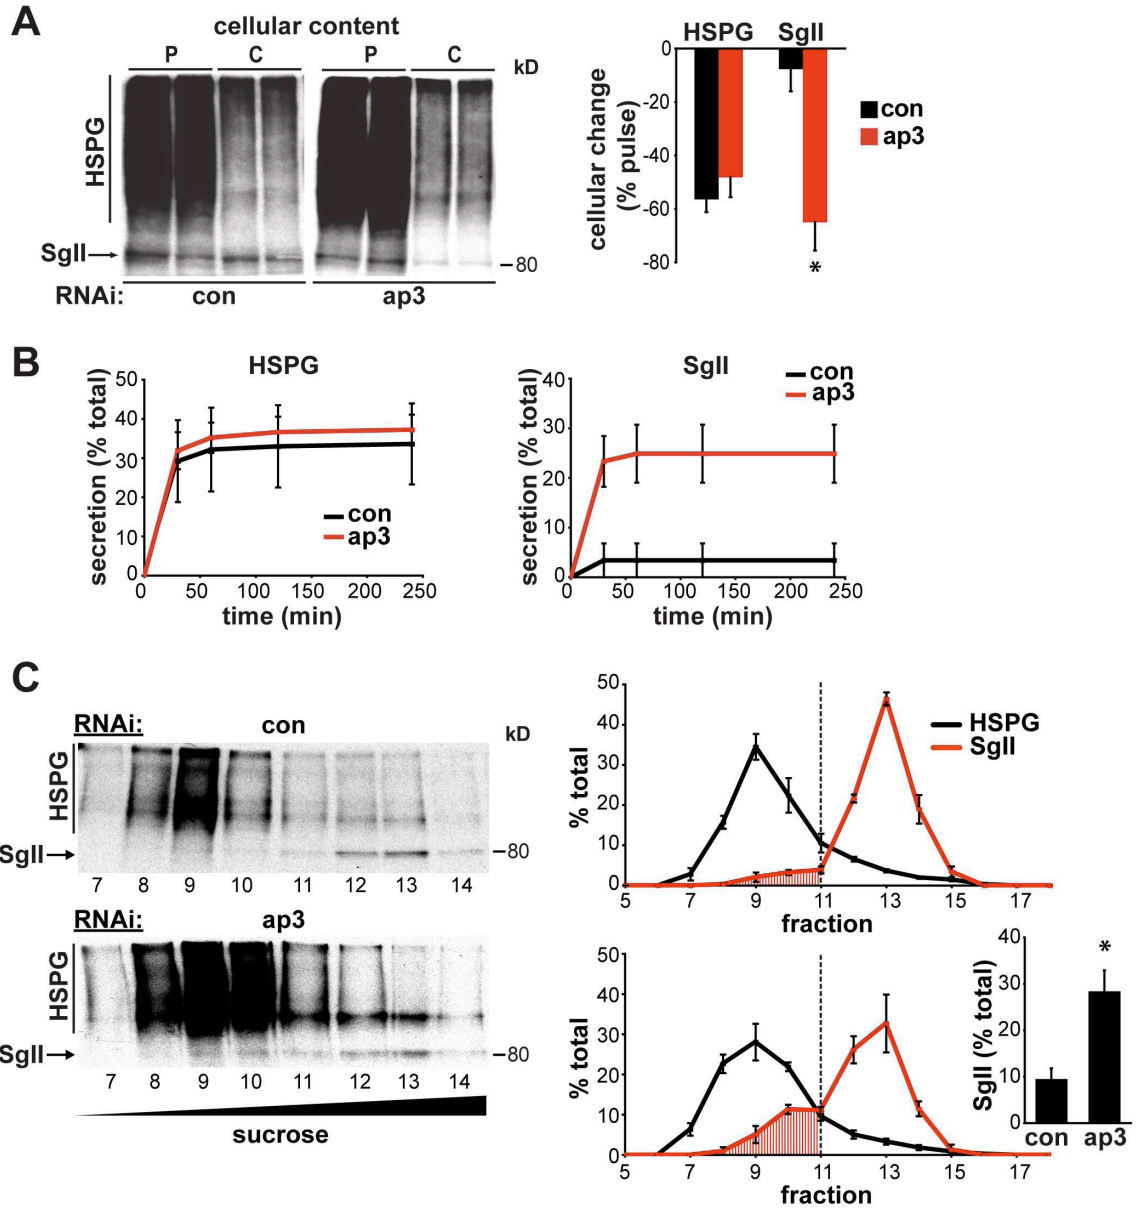 A
cellular content
P C P C
kD
HSPG
SgII
80
RNAi: con ap3
HSPG SgII
0
-20
-40
-60
-80
cellular change
(% pulse)
*
con
ap3
B
HSPG
50
40
30
20
10
0
secretion (% total)
0 50 100 150 200 250
time (min)
con
ap3
SgII
40
30
20
10
0
secretion (% total)
0 50 100 150 200 250
time (min)
con
ap3
C
RNAi: con
kD
HSPG
SgII
80
7 8 9 10 11 12 13 14
RNAi: ap3
HSPG
SgII
80
7 8 9 10 11 12 13 14
sucrose
50
40
30
20
10
0
% total
5 7 9 11 13 15 17
fraction
HSPG
SgII
50
40
30
20
10
0
% total
5 7 9 11 13 15 17
fraction
40
30
20
10
0
SgII (% total)
*
con ap3